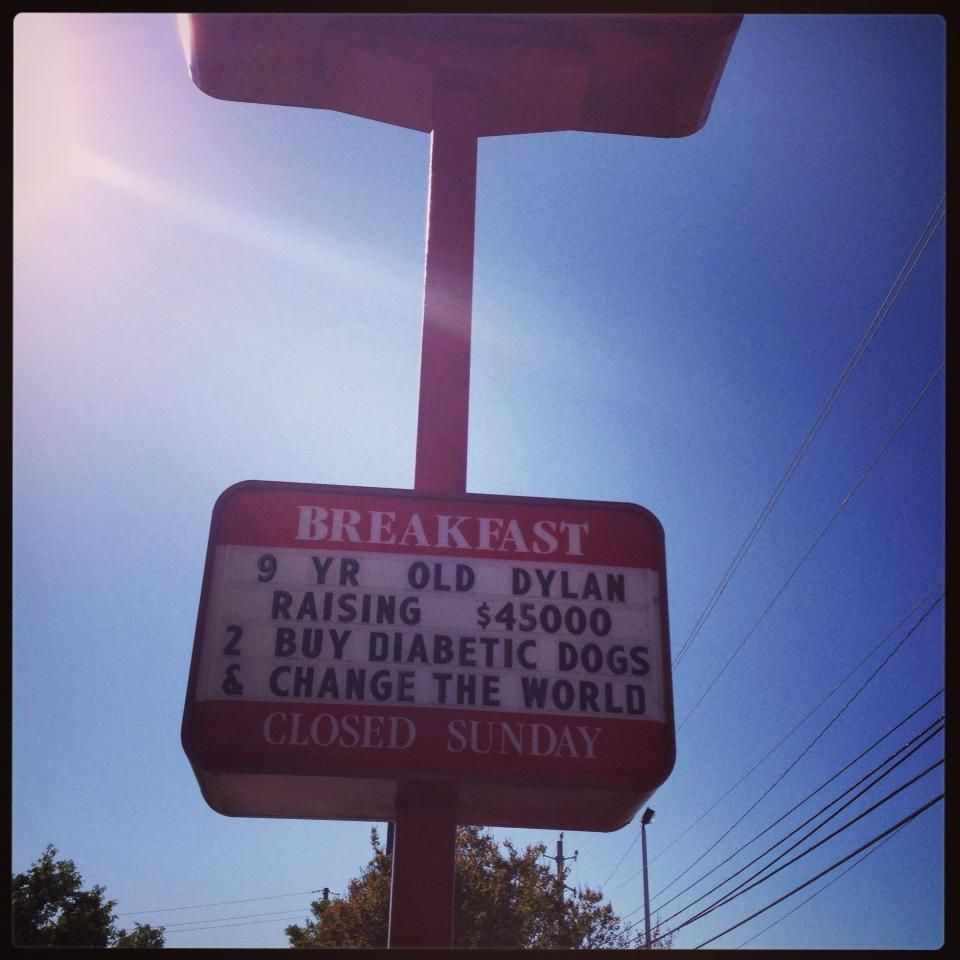 BREAKFAST
9 YR OLD DYLAN
RAISING $45000
2 BUY DIABETIC DOGS
& CHANGE THE WORLD
CLOSED SUNDAY